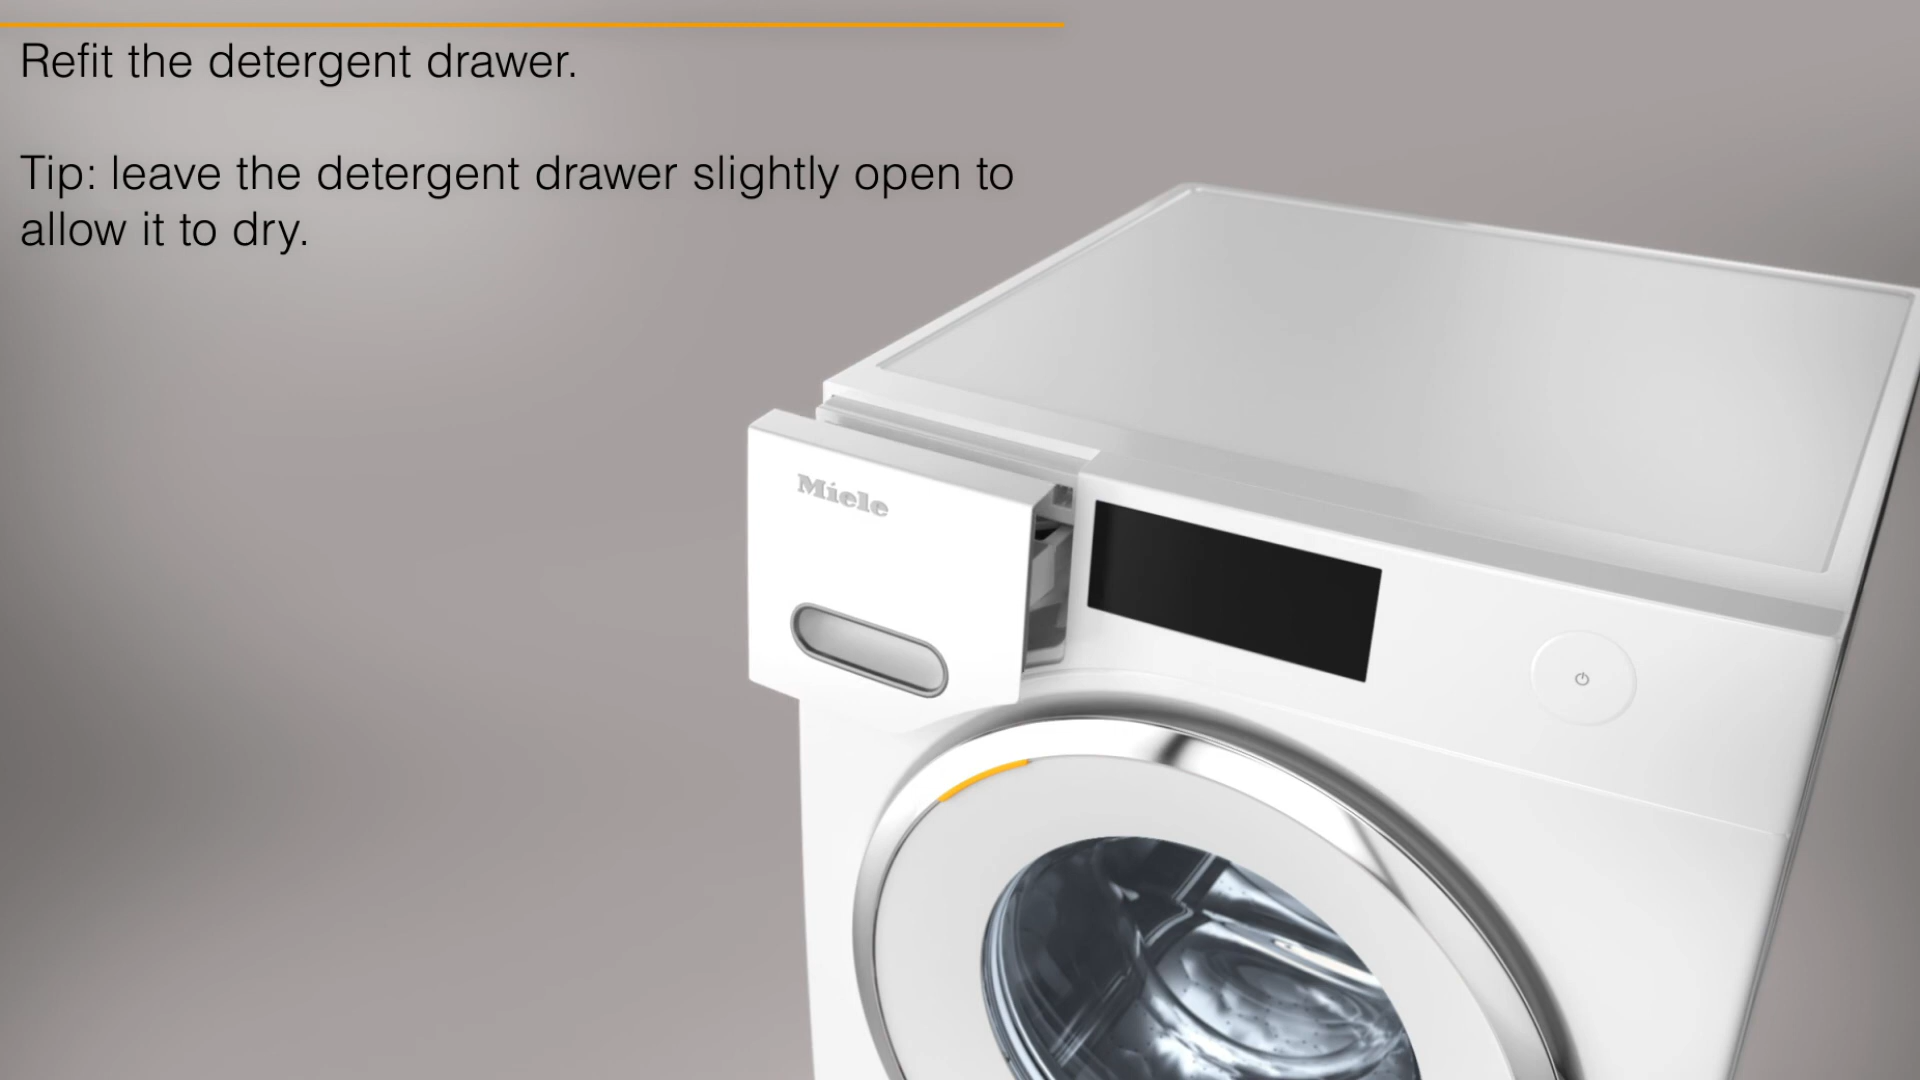 Refit the detergent drawer.
Tip: leave the detergent drawer slightly open to
allow it to dry.
Miele